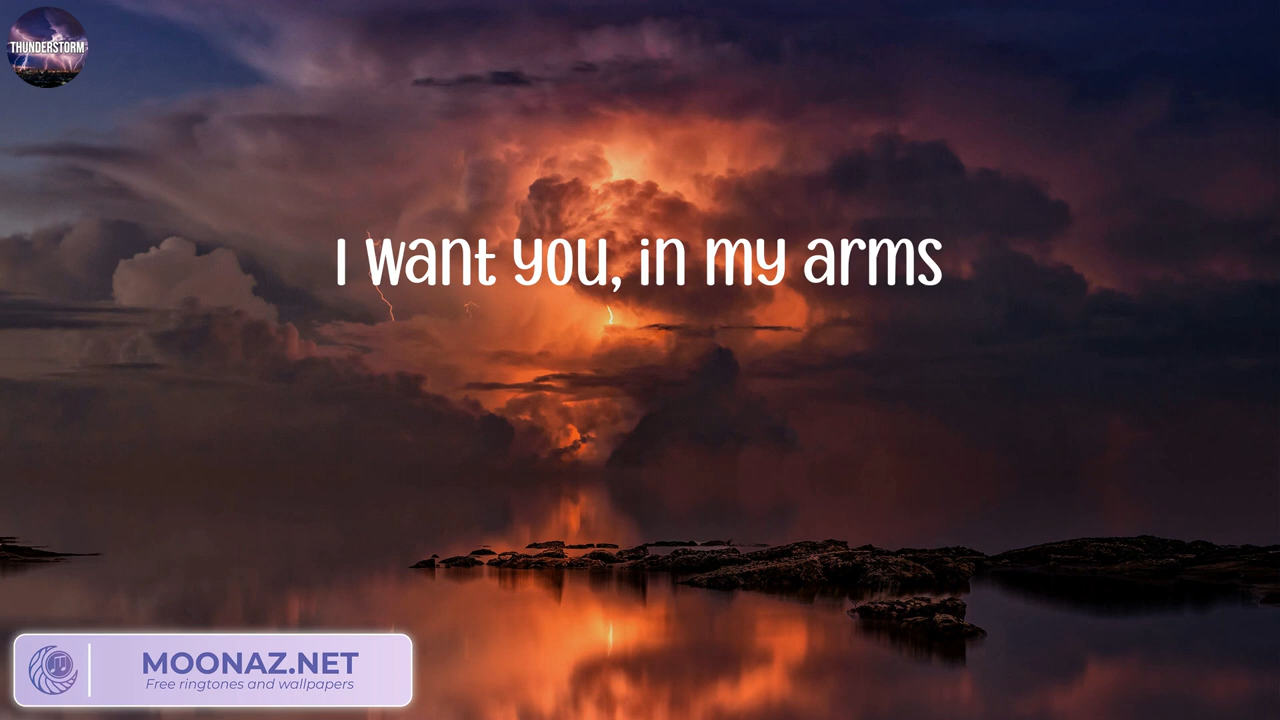 THUNDERSTORM
I want you, in my arms
MOONAZ.NET
Free ringtones and wallpapers